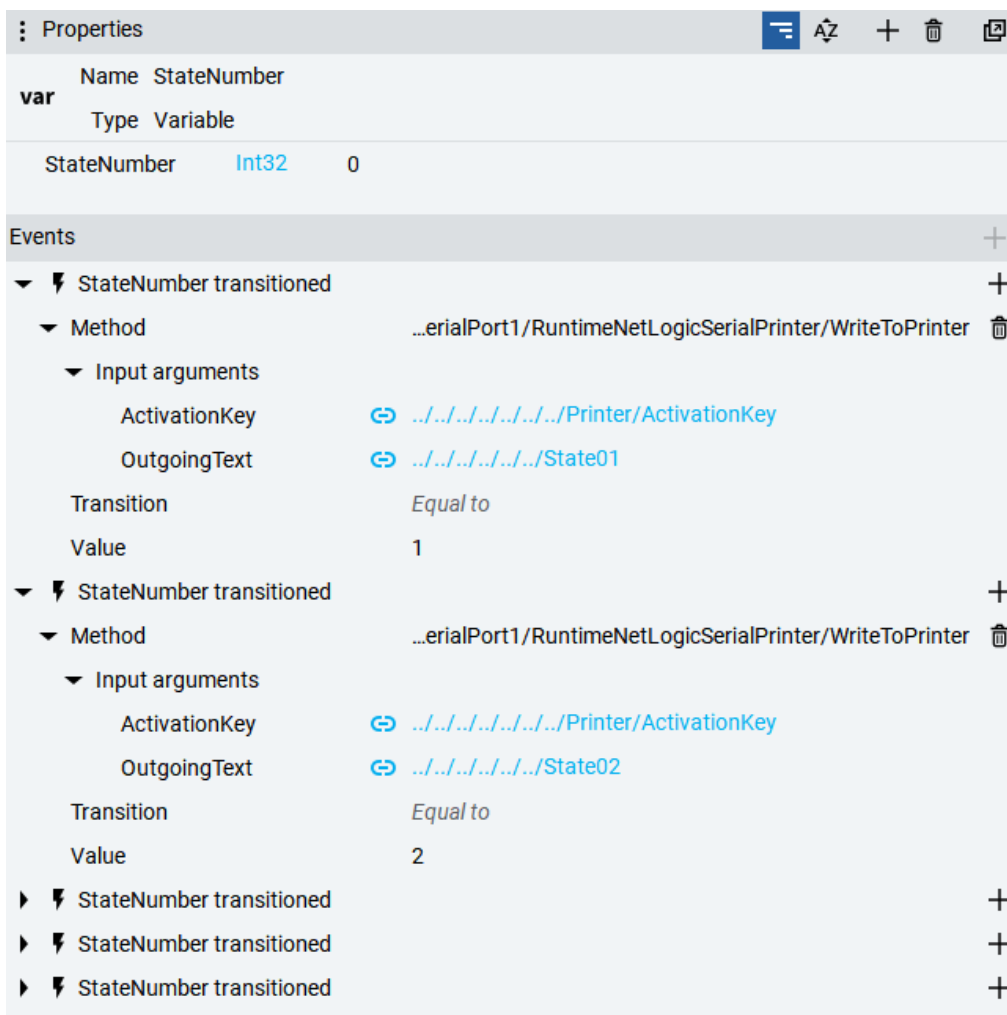 Properties
Name StateNumber
var
Type Variable
StateNumber Int32 0
Events
StateNumber transitioned
Method …erialPort1/RuntimeNetLogicSerialPrinter/WriteToPrinter
Input arguments
ActivationKey ../../../../../../../Printer/ActivationKey
OutgoingText ../../../../../../State01
Transition Equal to
Value 1
StateNumber transitioned
Method …erialPort1/RuntimeNetLogicSerialPrinter/WriteToPrinter
Input arguments
ActivationKey ../../../../../../../Printer/ActivationKey
OutgoingText ../../../../../../State02
Transition Equal to
Value 2
StateNumber transitioned
StateNumber transitioned
StateNumber transitioned